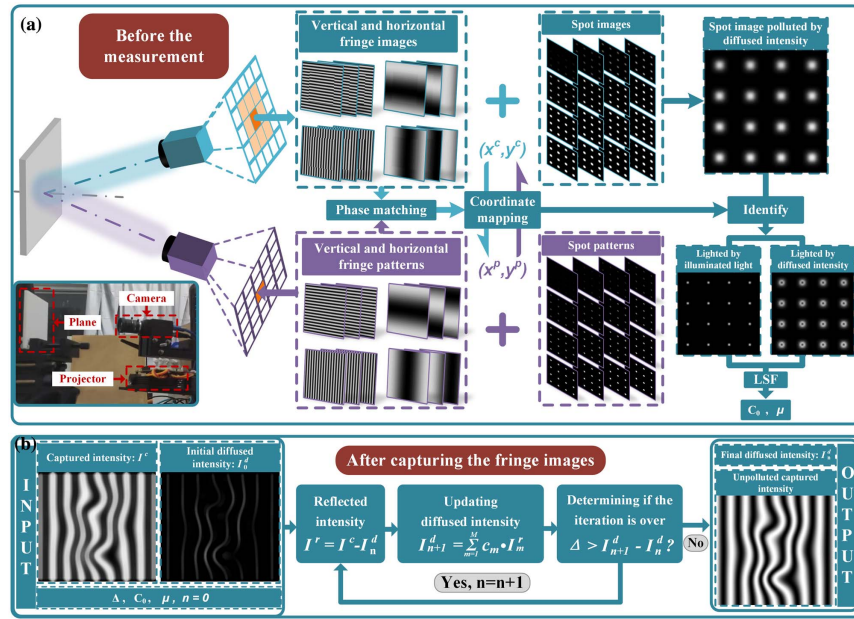 (a)
Before the
measurement
Vertical and horizontal
fringe images
Spot images
Spot image polluted by
diffused intensity
(x^c,y^c)
Phase matching
Coordinate
mapping
Identify
Vertical and horizontal
fringe patterns
(x^p,y^p)
Spot patterns
Lighted by
illuminated light
Lighted by
diffused intensity
Camera
Plane
Projector
LSF
C₀ , μ
(b)
INPUT
Captured intensity: I^c
Initial diffused
intensity: I_0^d
Δ , C₀, μ, n=0
After capturing the fringe images
Reflected
intensity
I^r = I^c-I_n^d
Updating
diffused intensity
I_{n+1}^d = ∑_{m=1}^M c_m•I_m^r
Determining if the
iteration is over
Δ > I_{n+1}^d - I_n^d?
No
Yes, n=n+1
Final diffused intensity: I_n^d
Unpolluted captured
intensity
OUTPUT